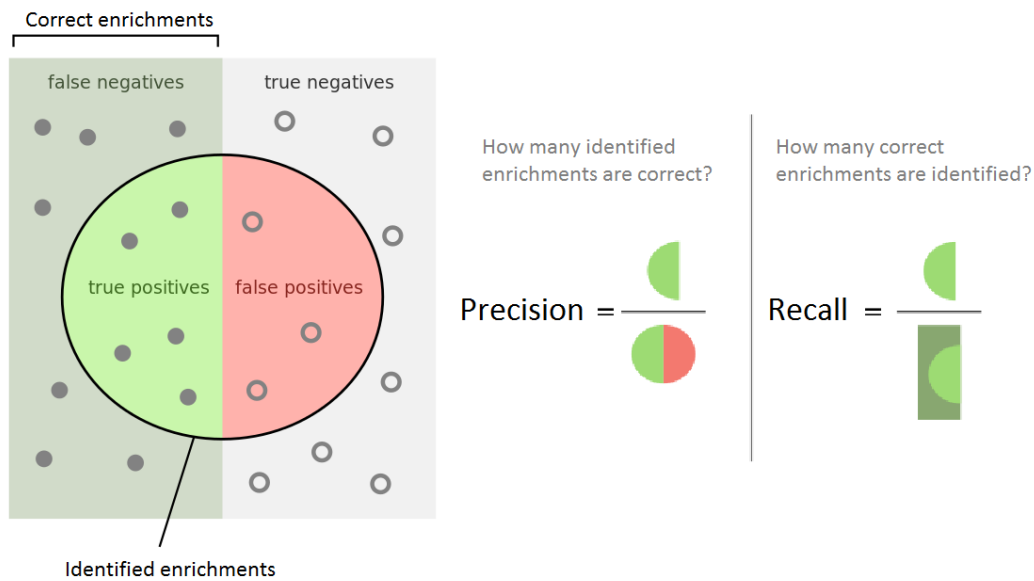 Correct enrichments
false negatives
true negatives
true positives
false positives
Identified enrichments
How many identified
enrichments are correct?
Precision =
How many correct
enrichments are identified?
Recall =